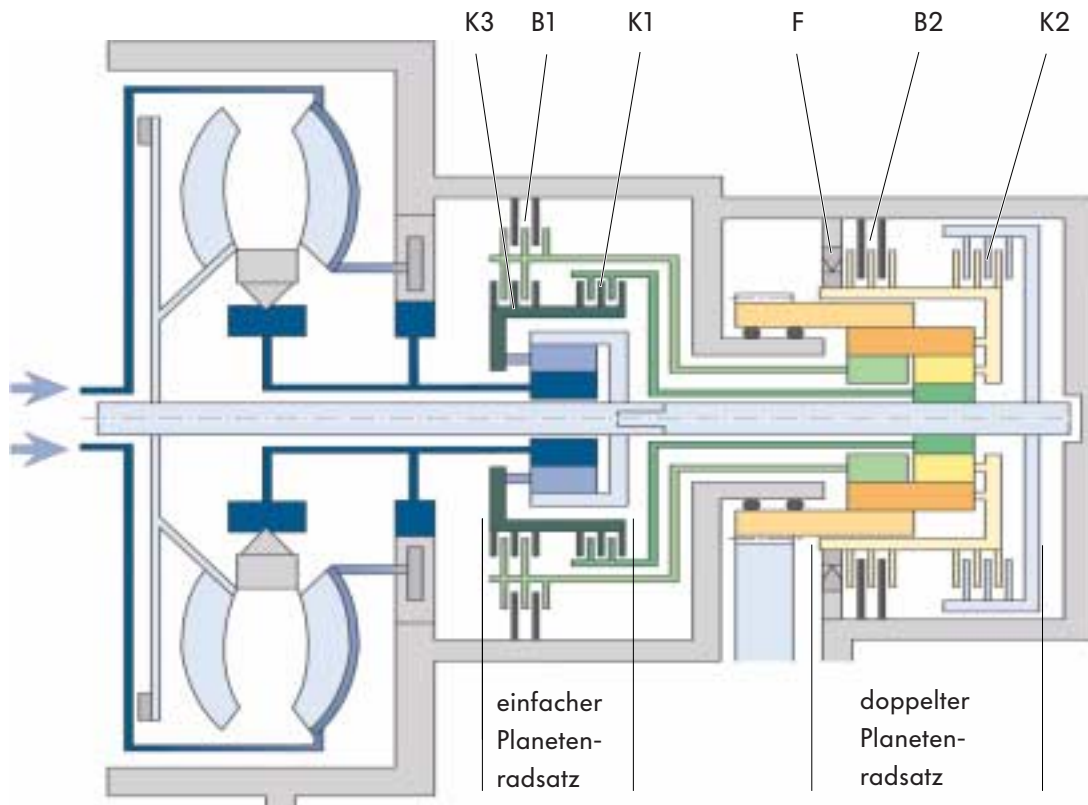 K3 B1 K1 F B2 K2
einfacher
Planeten-
radsatz
doppelter
Planeten-
radsatz